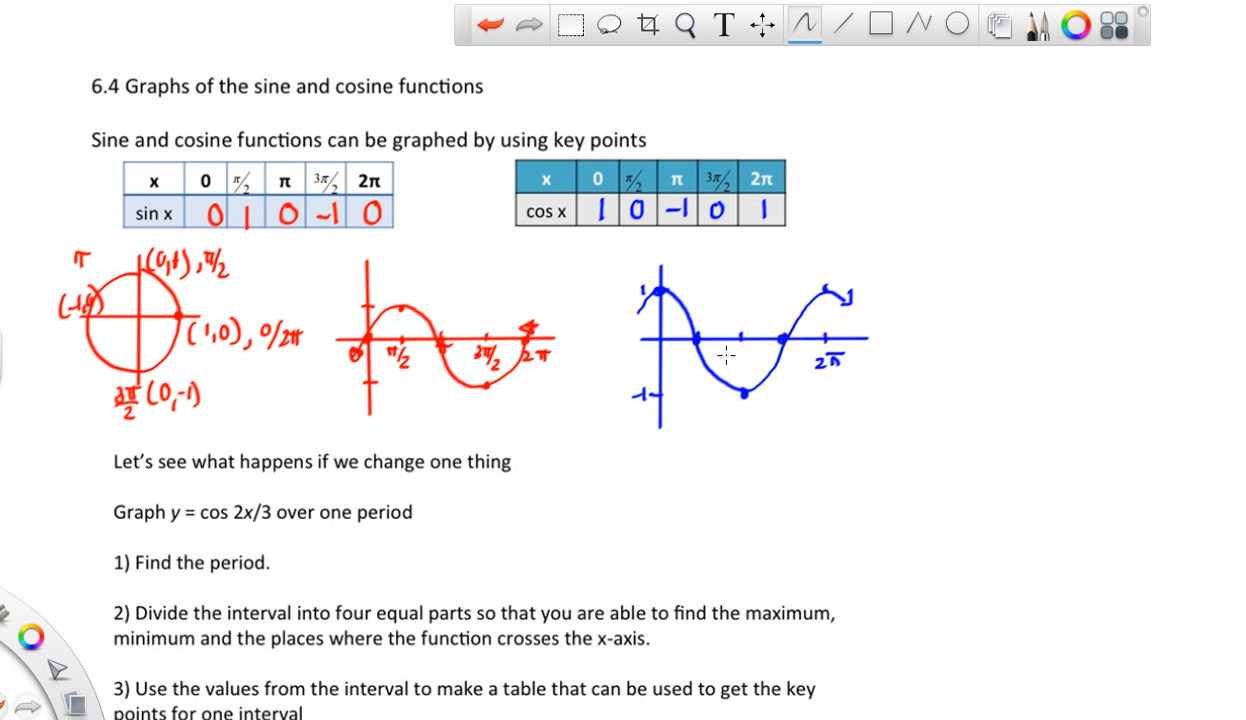 T
6.4 Graphs of the sine and cosine functions
Sine and cosine functions can be graphed by using key points
x 0 π/2 π 3π/2 2π
sin x 0 1 0 -1 0
x 0 π/2 π 3π/2 2π
cos x 1 0 -1 0 1
π
(0,1), π/2
(-1,0)
(1,0), 0/2π
3π/2 (0,-1)
0 π/2 3π/2 2π
1
2π
-1
Let's see what happens if we change one thing
Graph y = cos 2x/3 over one period
1) Find the period.
2) Divide the interval into four equal parts so that you are able to find the maximum,
minimum and the places where the function crosses the x-axis.
3) Use the values from the interval to make a table that can be used to get the key
points for one interval